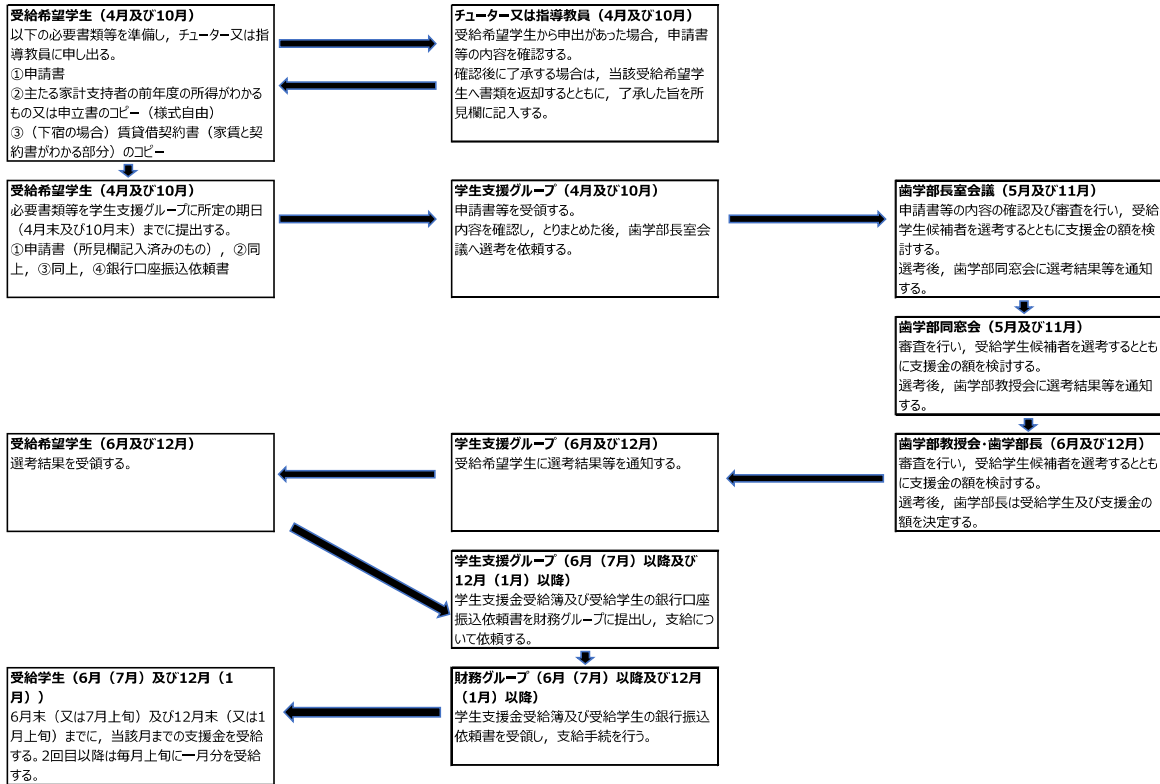 受給希望学生（4月及び10月）
以下の必要書類等を準備し，チューター又は指
導教員に申し出る。
①申請書
②主たる家計支持者の前年度の所得がわかる
もの又は申立書のコピー（様式自由）
③（下宿の場合）賃貸借契約書（家賃と契
約書がわかる部分）のコピー
チューター又は指導教員（4月及び10月）
受給希望学生から申出があった場合，申請書
等の内容を確認する。
確認後に了承する場合は，当該受給希望学
生へ書類を返却するとともに，了承した旨を所
見欄に記入する。
受給希望学生（4月及び10月）
必要書類等を学生支援グループに所定の期日
（4月末及び10月末）までに提出する。
①申請書（所見欄記入済みのもの），②同
上，③同上，④銀行口座振込依頼書
学生支援グループ（4月及び10月）
申請書等を受領する。
内容を確認し，とりまとめた後，歯学部長室会
議へ選考を依頼する。
歯学部長室会議（5月及び11月）
申請書等の内容の確認及び審査を行い，受給
学生候補者を選考するとともに支援金の額を検
討する。
選考後，歯学部同窓会に選考結果等を通知
する。
歯学部同窓会（5月及び11月）
審査を行い，受給学生候補者を選考するととも
に支援金の額を検討する。
選考後，歯学部教授会に選考結果等を通知
する。
歯学部教授会・歯学部長（6月及び12月）
審査を行い，受給学生候補者を選考するととも
に支援金の額を検討する。
選考後，歯学部長は受給学生及び支援金の
額を決定する。
学生支援グループ（6月及び12月）
受給希望学生に選考結果等を通知する。
受給希望学生（6月及び12月）
選考結果を受領する。
学生支援グループ（6月（7月）以降及び
12月（1月）以降）
学生支援金受給簿及び受給学生の銀行口座
振込依頼書を財務グループに提出し，支給につ
いて依頼する。
財務グループ（6月（7月）以降及び12月
（1月）以降）
学生支援金受給簿及び受給学生の銀行振込
依頼書を受領し，支給手続を行う。
受給学生（6月（7月）及び12月（1
月））
6月末（又は7月上旬）及び12月末（又は1
月上旬）までに，当該月までの支援金を受給
する。2回目以降は毎月上旬に一月分を受給
する。